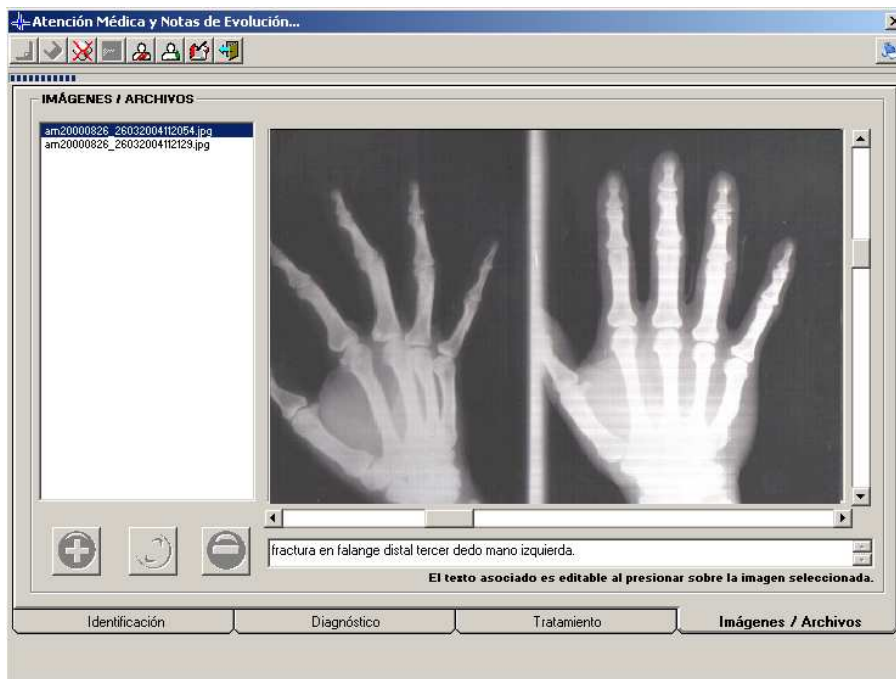 Atención Médica y Notas de Evolución...
IMÁGENES / ARCHIVOS
am20000826_26032004112054.jpg
am20000826_26032004112129.jpg
fractura en falange distal tercer dedo mano izquierda.
El texto asociado es editable al presionar sobre la imagen seleccionada.
Identificación
Diagnóstico
Tratamiento
Imágenes / Archivos